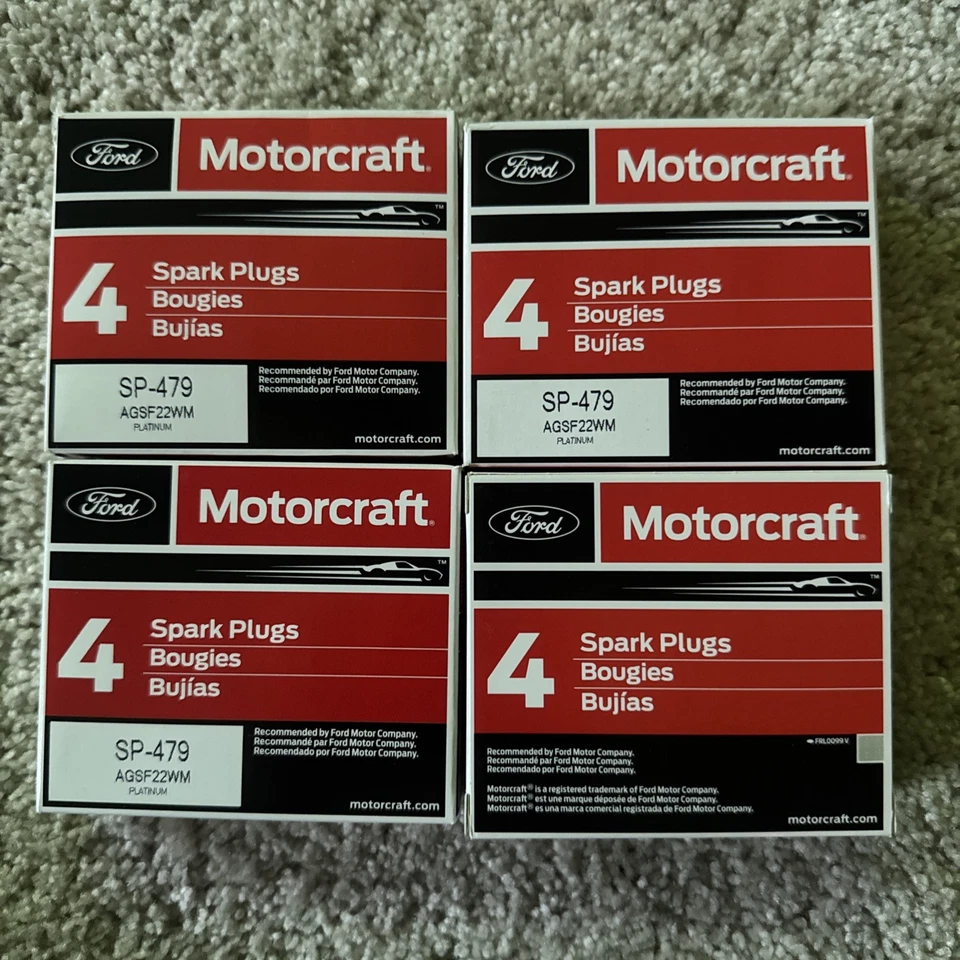 Ford Motorcraft®
TM
4 Spark Plugs
Bougies
Bujías
SP-479
AGSF22WM
PLATINUM
Recommended by Ford Motor Company.
Recommandé par Ford Motor Company.
Recomendado por Ford Motor Company.
motorcraft.com
Ford Motorcraft®
TM
4 Spark Plugs
Bougies
Bujías
SP-479
AGSF22WM
PLATINUM
Recommended by Ford Motor Company.
Recommandé par Ford Motor Company.
Recomendado por Ford Motor Company.
motorcraft.com
Ford Motorcraft®
TM
4 Spark Plugs
Bougies
Bujías
SP-479
AGSF22WM
PLATINUM
Recommended by Ford Motor Company.
Recommandé par Ford Motor Company.
Recomendado por Ford Motor Company.
motorcraft.com
Ford Motorcraft®
TM
4 Spark Plugs
Bougies
Bujías
FRL0099V
Recommended by Ford Motor Company.
Recommandé par Ford Motor Company.
Recomendado por Ford Motor Company.
Motorcraft® is a registered trademark of Ford Motor Company.
Motorcraft® est une marque déposée de Ford Motor Company.
Motorcraft® es una marca comercial registrada de Ford Motor Company.
motorcraft.com